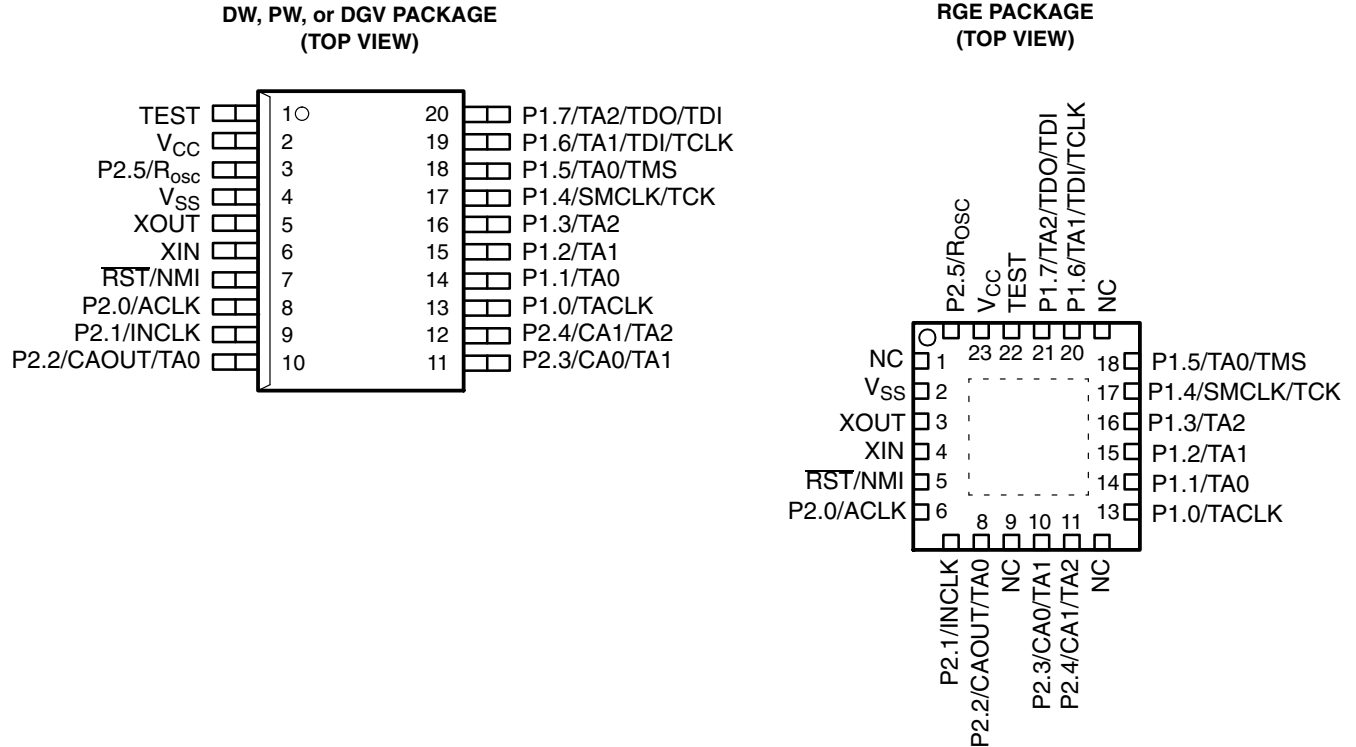 DW, PW, or DGV PACKAGE
(TOP VIEW)
TEST 1 20 P1.7/TA2/TDO/TDI
VCC 2 19 P1.6/TA1/TDI/TCLK
P2.5/Rosc 3 18 P1.5/TA0/TMS
VSS 4 17 P1.4/SMCLK/TCK
XOUT 5 16 P1.3/TA2
XIN 6 15 P1.2/TA1
RST/NMI 7 14 P1.1/TA0
P2.0/ACLK 8 13 P1.0/TACLK
P2.1/INCLK 9 12 P2.4/CA1/TA2
P2.2/CAOUT/TA0 10 11 P2.3/CA0/TA1
RGE PACKAGE
(TOP VIEW)
P2.5/ROSC
VCC
TEST
P1.7/TA2/TDO/TDI
P1.6/TA1/TDI/TCLK
NC
23 22 21 20
NC 1 18 P1.5/TA0/TMS
VSS 2 17 P1.4/SMCLK/TCK
XOUT 3 16 P1.3/TA2
XIN 4 15 P1.2/TA1
RST/NMI 5 14 P1.1/TA0
P2.0/ACLK 6 13 P1.0/TACLK
8 9 10 11
P2.1/INCLK
P2.2/CAOUT/TA0
NC
P2.3/CA0/TA1
P2.4/CA1/TA2
NC